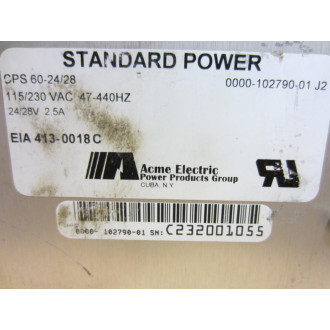 STANDARD POWER
CPS 60-24/28 0000-102790-01 J2
115/230 VAC 47-440HZ
24/28V 2.5A
EIA 413-0018 C
Acme Electric
Power Products Group
CUBA, N.Y.
102790-01 SN: C232001055